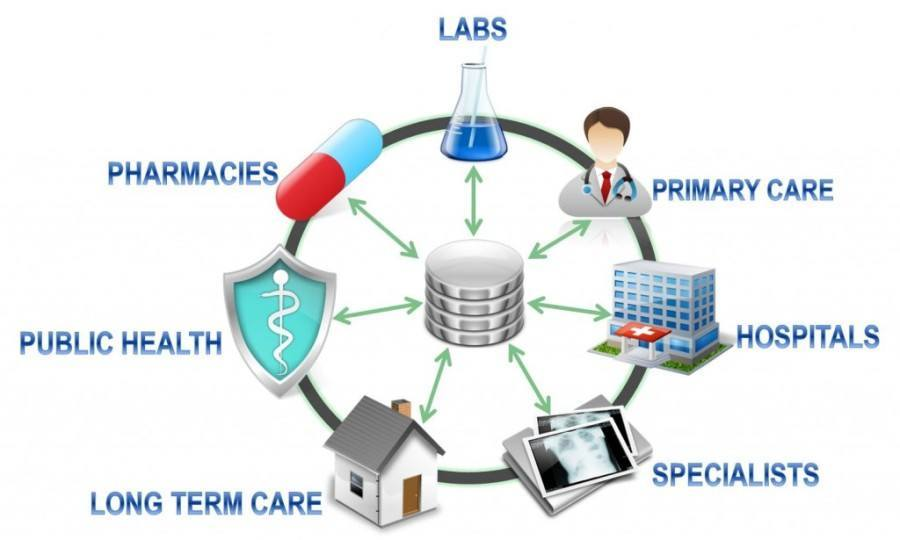 LABS
PHARMACIES
PRIMARY CARE
PUBLIC HEALTH
HOSPITALS
SPECIALISTS
LONG TERM CARE